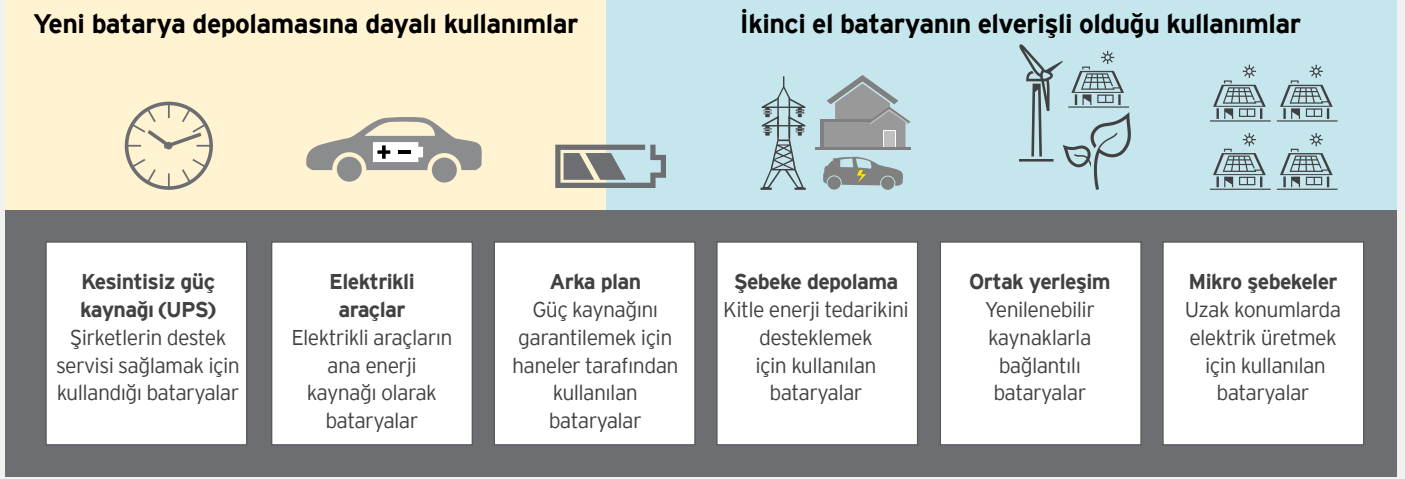 Yeni batarya depolamasına dayalı kullanımlar
İkinci el bataryanın elverişli olduğu kullanımlar
Kesintisiz güç
kaynağı (UPS)
Şirketlerin destek
servisi sağlamak için
kullandığı bataryalar
Elektrikli
araçlar
Elektrikli araçların
ana enerji
kaynağı olarak
bataryalar
Arka plan
Güç kaynağını
garantilemek için
haneler tarafından
kullanılan
bataryalar
Şebeke depolama
Kitle enerji tedarikini
desteklemek
için kullanılan
bataryalar
Ortak yerleşim
Yenilenebilir
kaynaklarla
bağlantılı
bataryalar
Mikro şebekeler
Uzak konumlarda
elektrik üretmek
için kullanılan
bataryalar